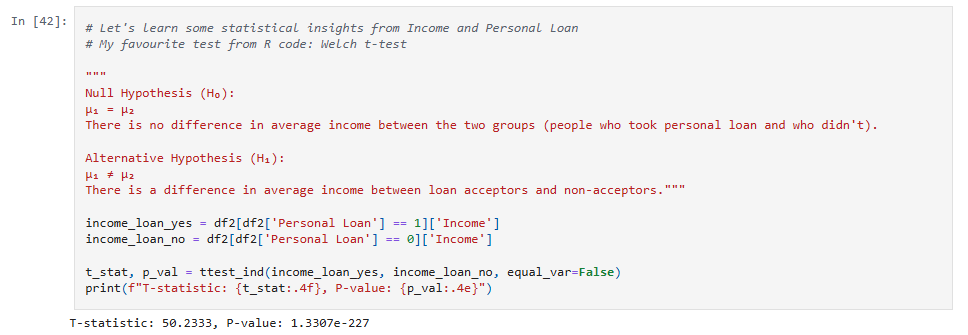 In [42]:
# Let's learn some statistical insights from Income and Personal Loan
# My favourite test from R code: Welch t-test
"""
Null Hypothesis (H₀):
μ₁ = μ₂
There is no difference in average income between the two groups (people who took personal loan and who didn't).
Alternative Hypothesis (H₁):
μ₁ ≠ μ₂
There is a difference in average income between loan acceptors and non-acceptors."""
income_loan_yes = df2[df2['Personal Loan'] == 1]['Income']
income_loan_no = df2[df2['Personal Loan'] == 0]['Income']
t_stat, p_val = ttest_ind(income_loan_yes, income_loan_no, equal_var=False)
print(f"T-statistic: {t_stat:.4f}, P-value: {p_val:.4e}")
T-statistic: 50.2333, P-value: 1.3307e-227